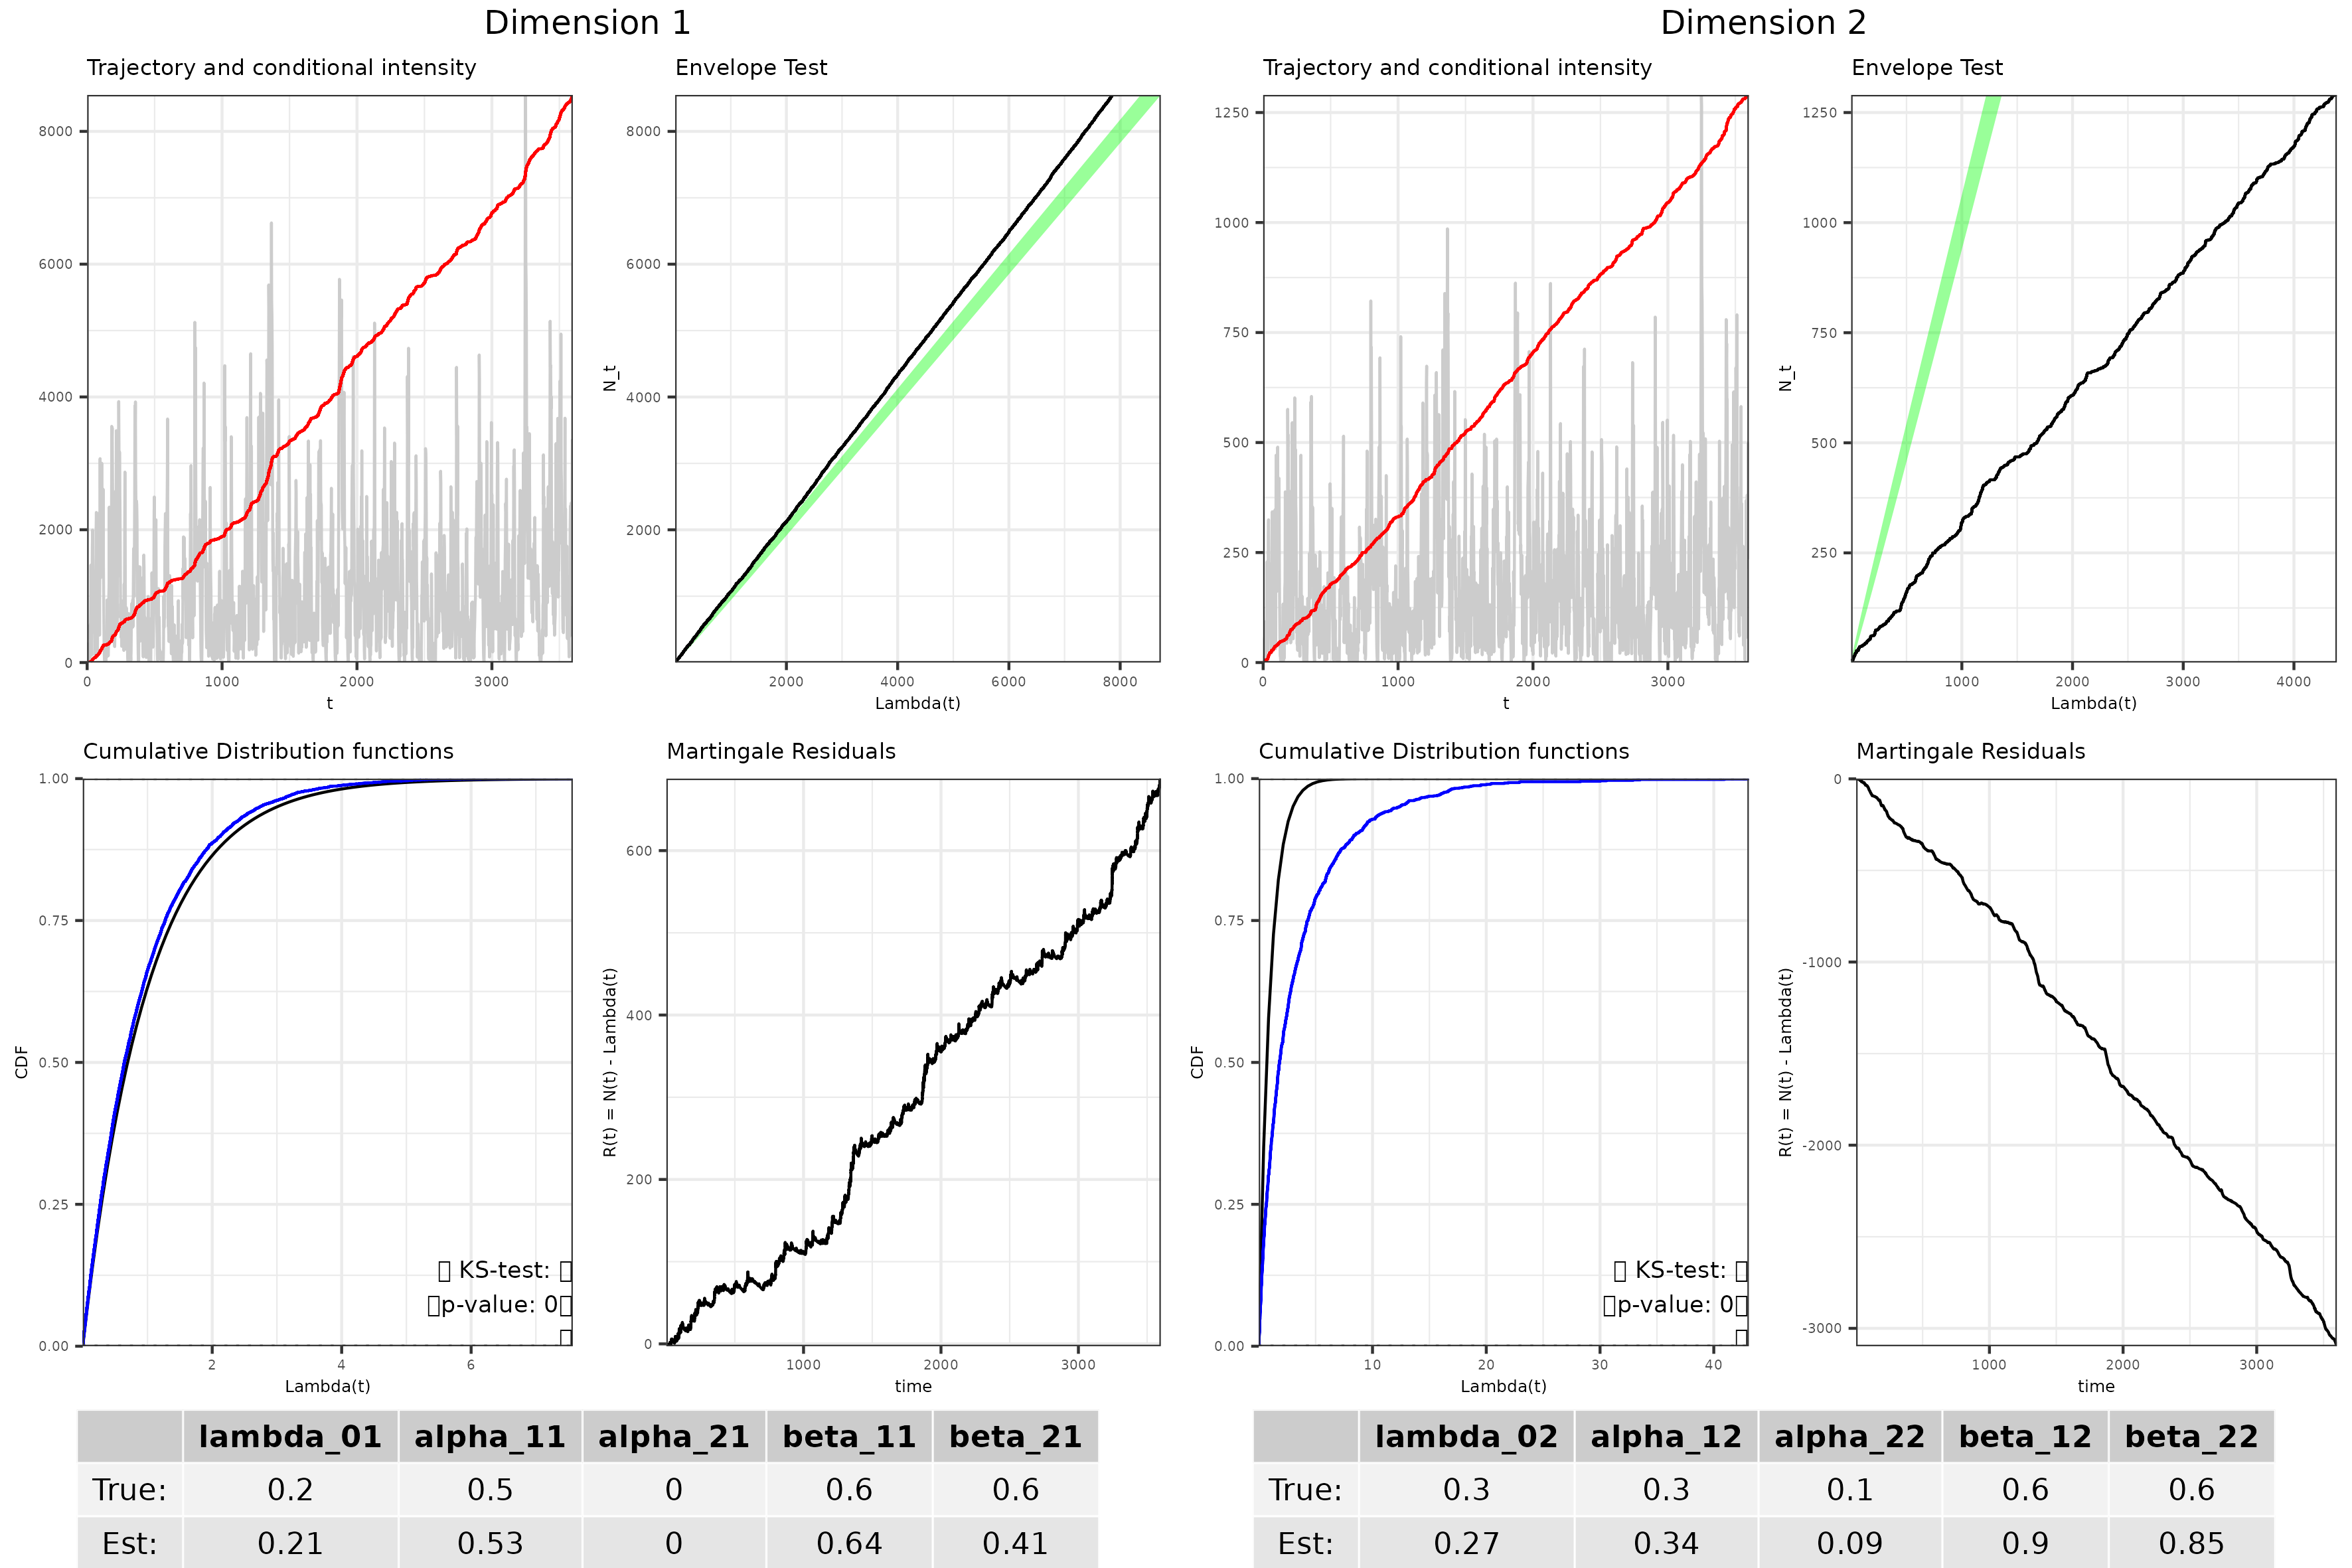 Dimension 1
Dimension 2
Trajectory and conditional intensity
Envelope Test
Trajectory and conditional intensity
Envelope Test
8000
6000
4000
2000
0
0 1000 2000 3000
t
N_t
8000
6000
4000
2000
2000 4000 6000 8000
Lambda(t)
1250
1000
750
500
250
0
0 1000 2000 3000
t
N_t
1250
1000
750
500
250
1000 2000 3000 4000
Lambda(t)
Cumulative Distribution functions
Martingale Residuals
Cumulative Distribution functions
Martingale Residuals
CDF
1.00
0.75
0.50
0.25
0.00
KS-test:
p-value: 0
2 4 6
Lambda(t)
R(t) = N(t) - Lambda(t)
600
400
200
0
1000 2000 3000
time
CDF
1.00
0.75
0.50
0.25
0.00
KS-test:
p-value: 0
10 20 30 40
Lambda(t)
R(t) = N(t) - Lambda(t)
0
-1000
-2000
-3000
1000 2000 3000
time
lambda_01 alpha_11 alpha_21 beta_11 beta_21
True: 0.2 0.5 0 0.6 0.6
Est: 0.21 0.53 0 0.64 0.41
lambda_02 alpha_12 alpha_22 beta_12 beta_22
True: 0.3 0.3 0.1 0.6 0.6
Est: 0.27 0.34 0.09 0.9 0.85